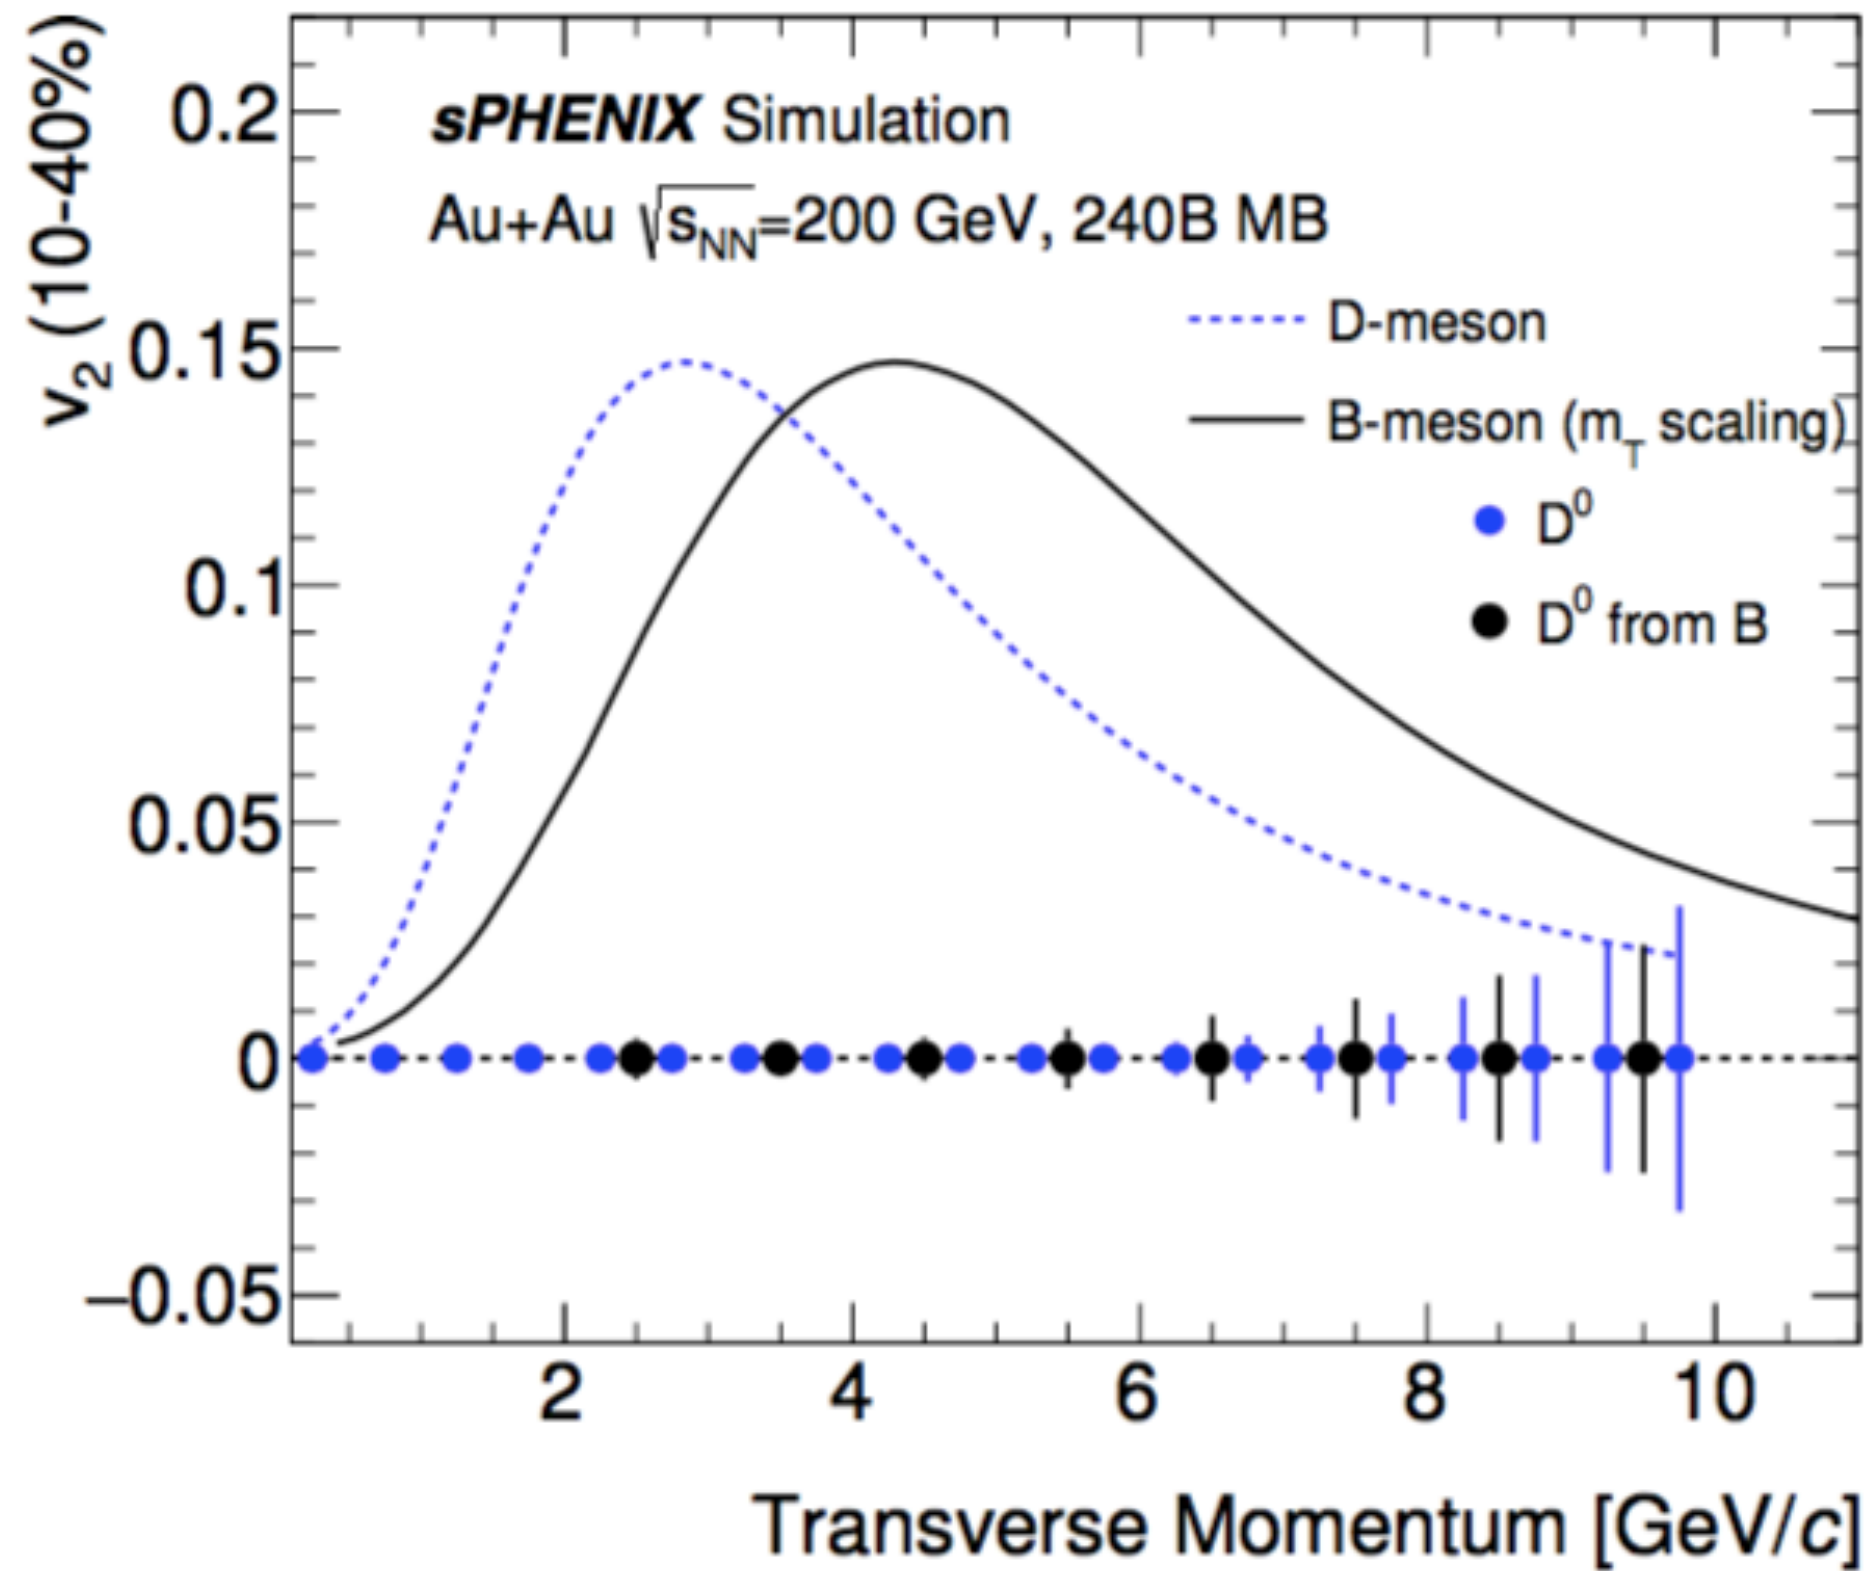 v2 (10-40%)
0.2
0.15
0.1
0.05
0
−0.05
sPHENIX Simulation
Au+Au √sNN=200 GeV, 240B MB
D-meson
B-meson (mT scaling)
D0
D0 from B
2 4 6 8 10
Transverse Momentum [GeV/c]